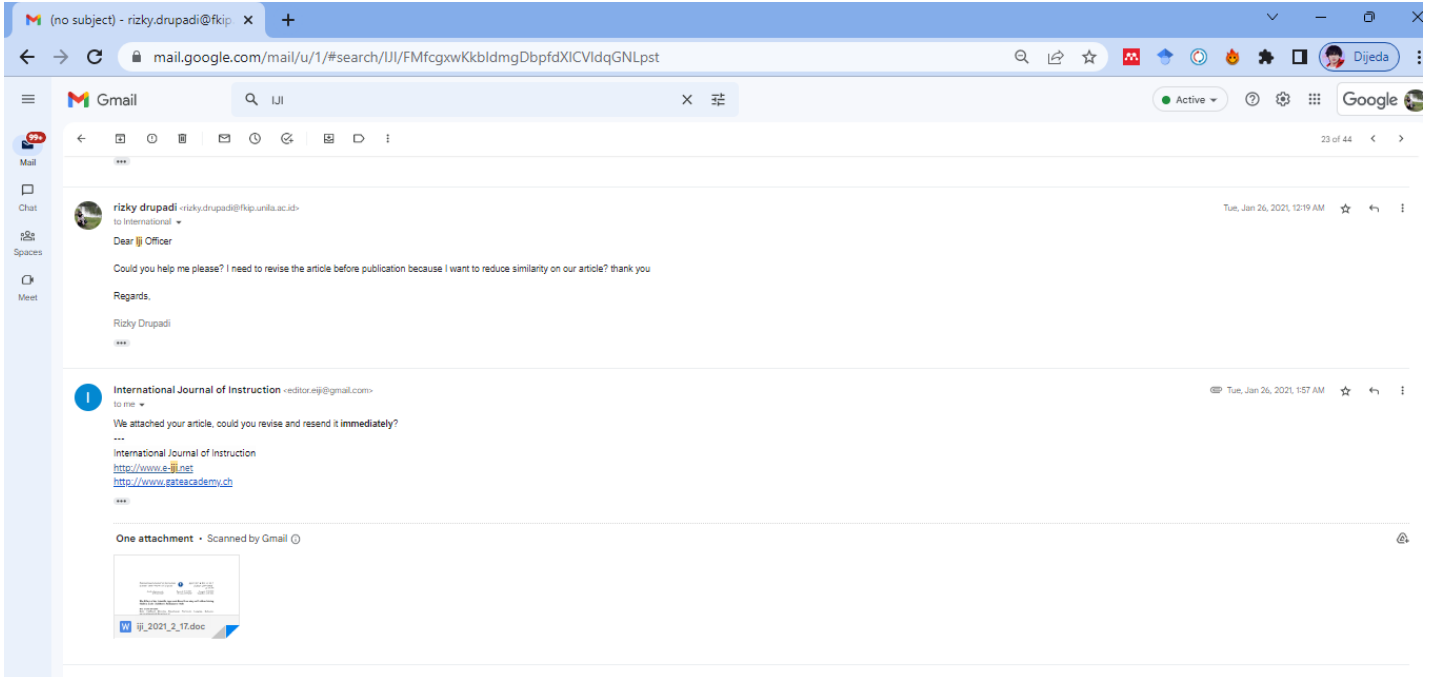 (no subject) - rizky.drupadi@fkip
mail.google.com/mail/u/1/#search/IJI/FMfcgxwKkbldmgDbpfdXlCVldqGNLpst
Dijeda
Gmail
IJI
Active
Google
99+
Mail
23 of 44
Chat
Spaces
Meet
rizky drupadi <rizky.drupadi@fkip.unila.ac.id>
Tue, Jan 26, 2021, 12:19 AM
to International
Dear Iji Officer
Could you help me please? I need to revise the article before publication because I want to reduce similarity on our article? thank you
Regards,
Rizky Drupadi
International Journal of Instruction <editor.eiji@gmail.com>
Tue, Jan 26, 2021, 1:57 AM
I
to me
We attached your article, could you revise and resend it immediately?
---
International Journal of Instruction
http://www.e-iji.net
http://www.gateacademy.ch
One attachment • Scanned by Gmail
W iji_2021_2_17.doc